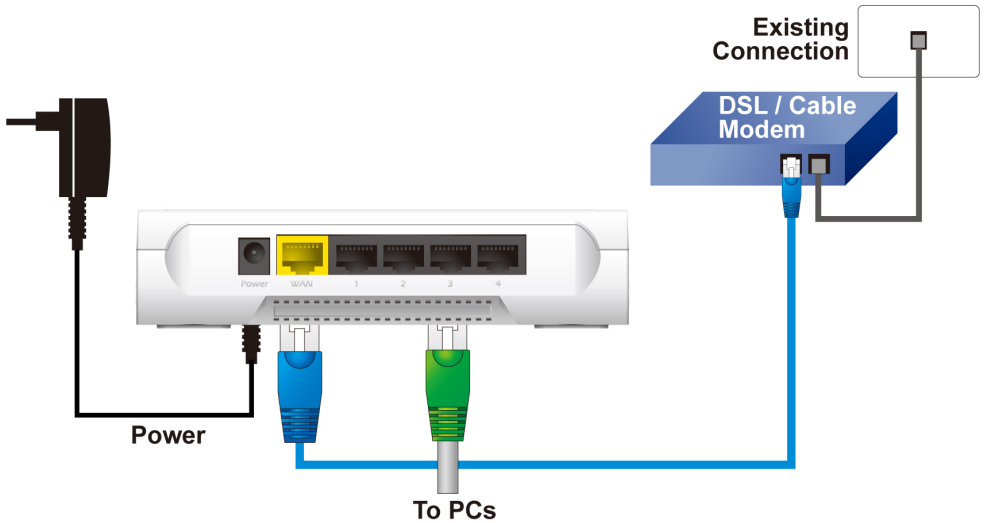 Existing
Connection
DSL / Cable
Modem
Power WAN 1 2 3 4
Power
To PCs